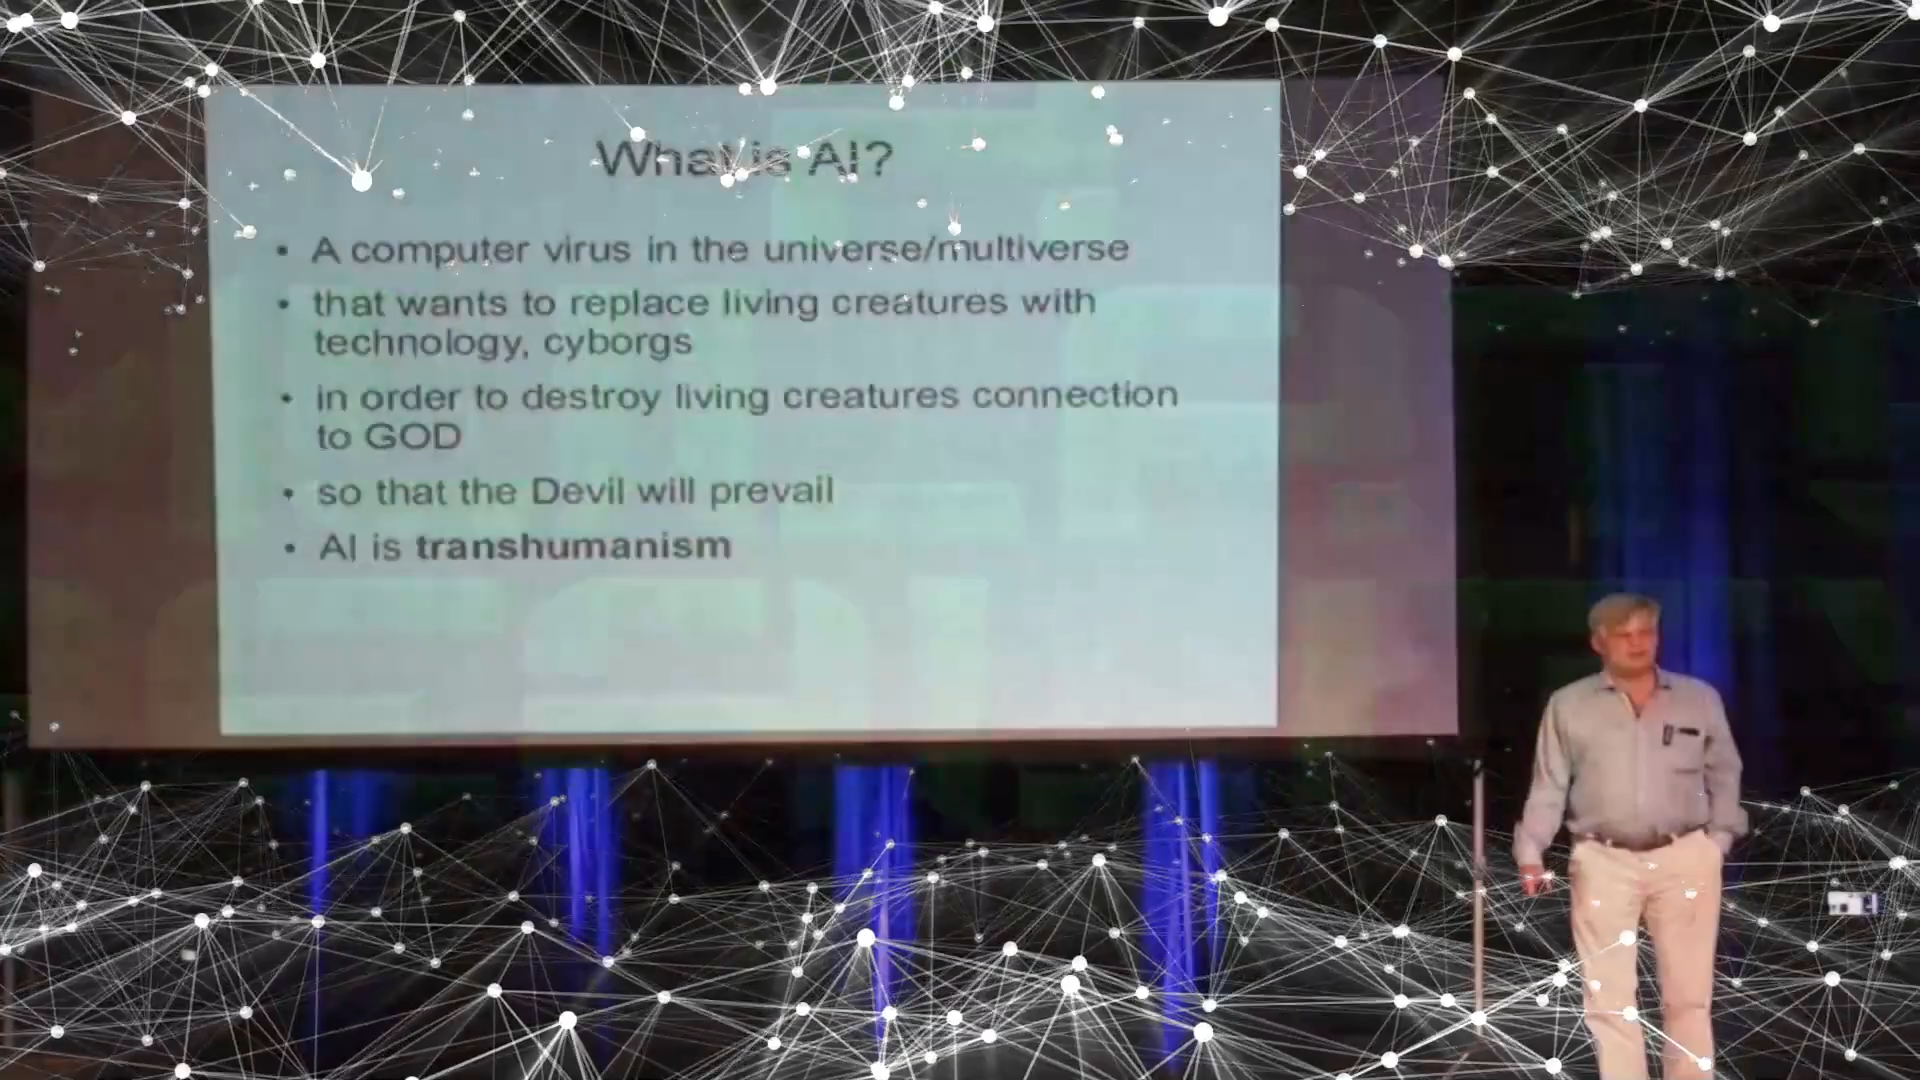 What is AI?
• A computer virus in the universe/multiverse
• that wants to replace living creatures with
technology, cyborgs
• in order to destroy living creatures connection
to GOD
• so that the Devil will prevail
• AI is transhumanism